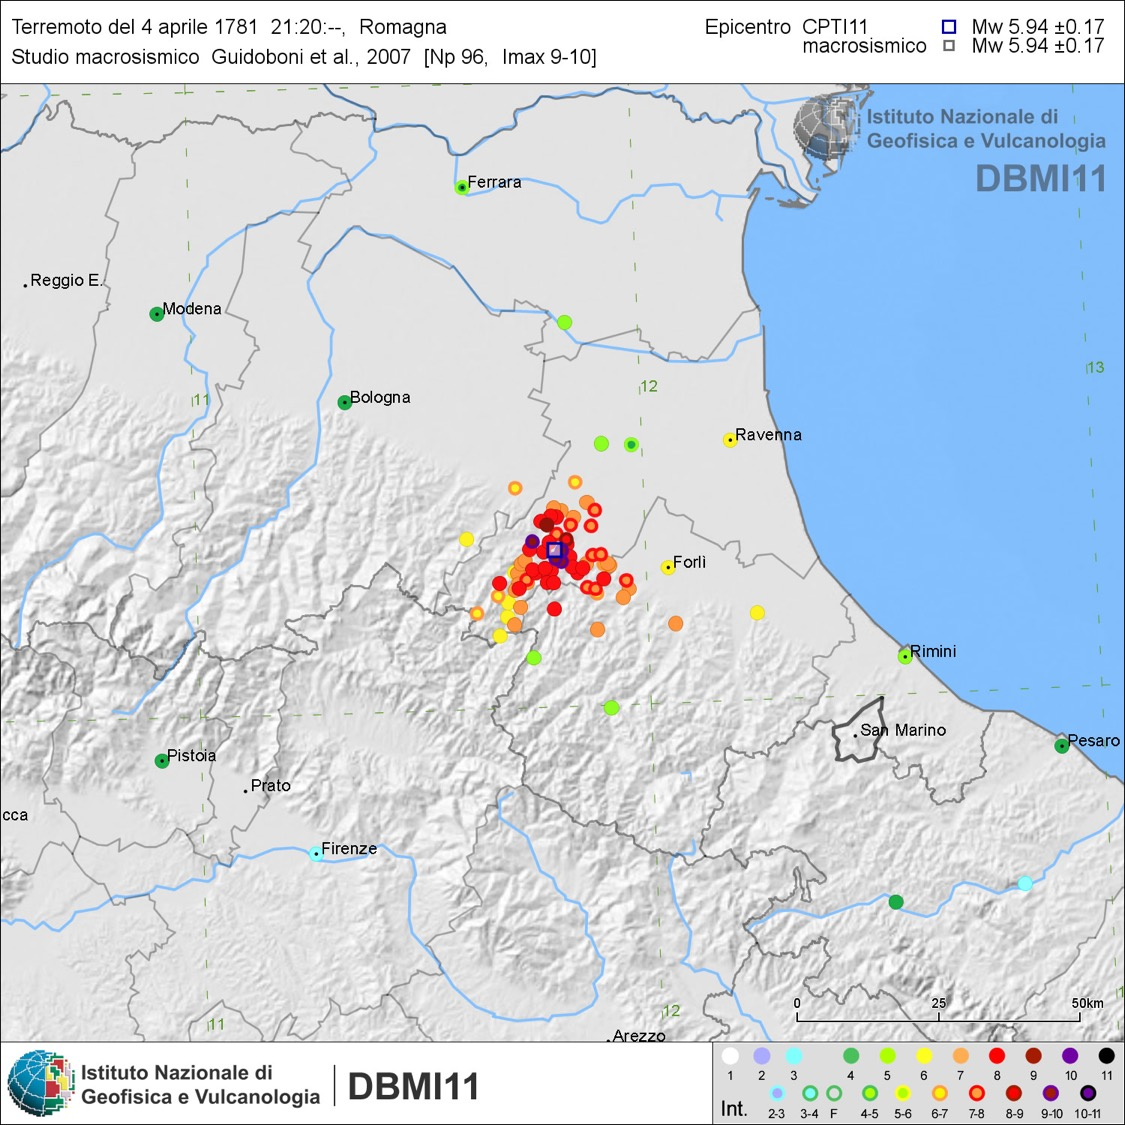 Terremoto del 4 aprile 1781 21:20:--, Romagna
Studio macrosismico Guidoboni et al., 2007 [Np 96, Imax 9-10]
Epicentro CPTI11 Mw 5.94 ±0.17
macrosismico Mw 5.94 ±0.17
Istituto Nazionale di
Geofisica e Vulcanologia
DBMI11
Ferrara
Reggio E.
Modena
13
12
11
Bologna
Ravenna
Forlì
Rimini
San Marino
Pesaro
Pistoia
Prato
cca
Firenze
0 25 50km
12
11
1
Arezzo
Istituto Nazionale di
Geofisica e Vulcanologia
DBMI11
1 2 3 4 5 6 7 8 9 10 11
Int. 2-3 3-4 F 4-5 5-6 6-7 7-8 8-9 9-10 10-11